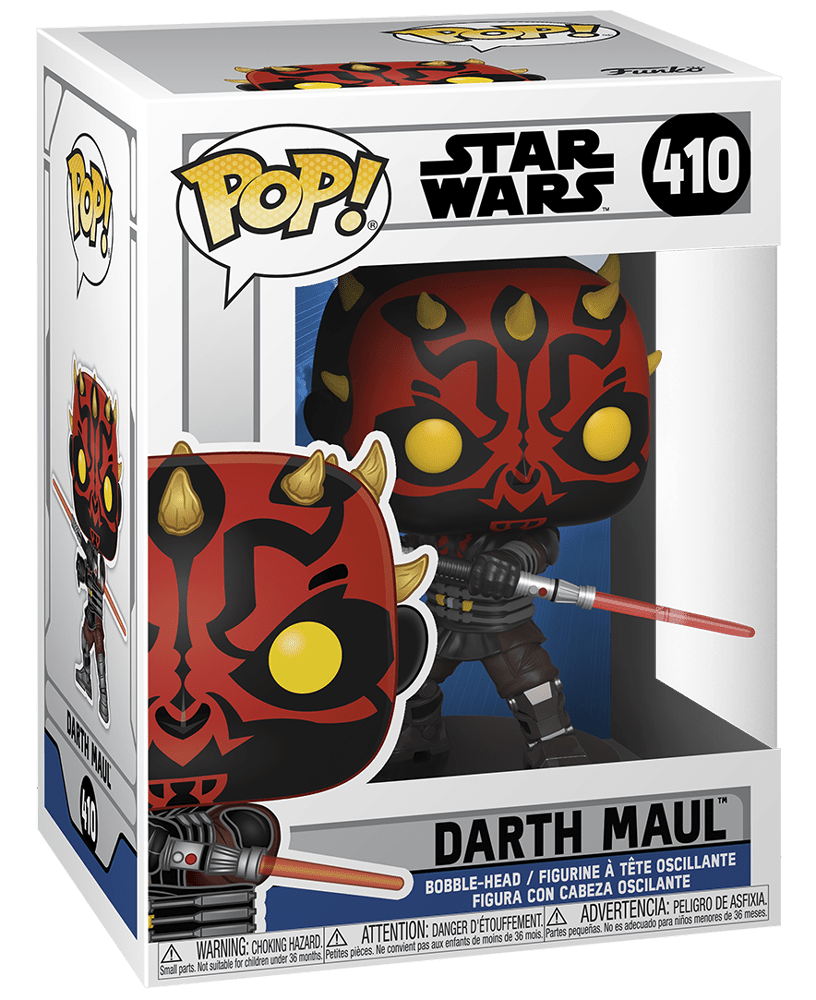 POP!
Funko
POP!
POP!®
STAR
WARS™
410
DARTH MAUL
410
DARTH MAUL™
BOBBLE-HEAD / FIGURINE À TÊTE OSCILLANTE
FIGURA CON CABEZA OSCILANTE
⚠ WARNING: CHOKING HAZARD.
Small parts. Not suitable for children under 36 months.
⚠ ATTENTION: DANGER D'ÉTOUFFEMENT.
Petites pièces. Ne convient pas aux enfants de moins de 36 mois.
⚠ ADVERTENCIA: PELIGRO DE ASFIXIA.
Partes pequeñas. No es adecuado para niños menores de 36 meses.